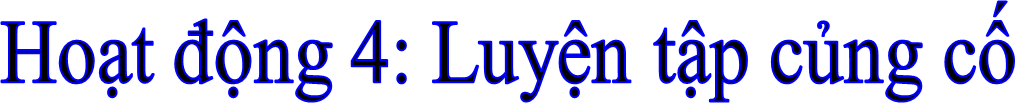 Hoạt động 4: Luyện tập củng cố